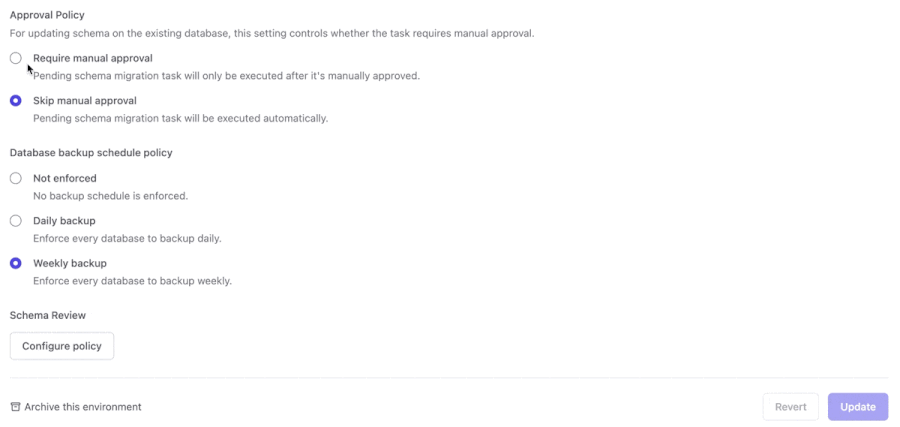 Approval Policy
For updating schema on the existing database, this setting controls whether the task requires manual approval.
Require manual approval
Pending schema migration task will only be executed after it's manually approved.
Skip manual approval
Pending schema migration task will be executed automatically.
Database backup schedule policy
Not enforced
No backup schedule is enforced.
Daily backup
Enforce every database to backup daily.
Weekly backup
Enforce every database to backup weekly.
Schema Review
Configure policy
Archive this environment
Revert
Update